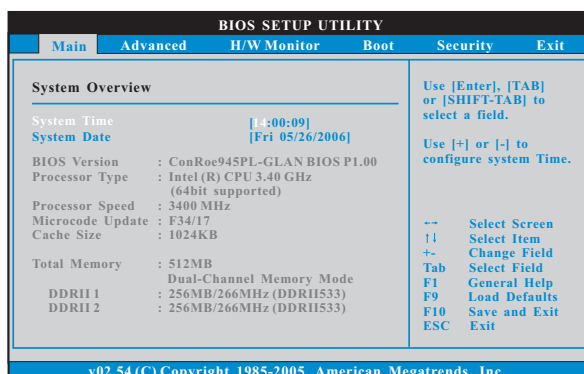 BIOS SETUP UTILITY
Main Advanced H/W Monitor Boot Security Exit
System Overview
System Time [14:00:09]
System Date [Fri 05/26/2006]
BIOS Version : ConRoe945PL-GLAN BIOS P1.00
Processor Type : Intel (R) CPU 3.40 GHz
(64bit supported)
Processor Speed : 3400 MHz
Microcode Update : F34/17
Cache Size : 1024KB
Total Memory : 512MB
Dual-Channel Memory Mode
DDRII 1 : 256MB/266MHz (DDRII533)
DDRII 2 : 256MB/266MHz (DDRII533)
Use [Enter], [TAB]
or [SHIFT-TAB] to
select a field.
Use [+] or [-] to
configure system Time.
←→ Select Screen
↑↓ Select Item
+- Change Field
Tab Select Field
F1 General Help
F9 Load Defaults
F10 Save and Exit
ESC Exit
v02.54 (C) Copyright 1985-2005, American Megatrends, Inc.